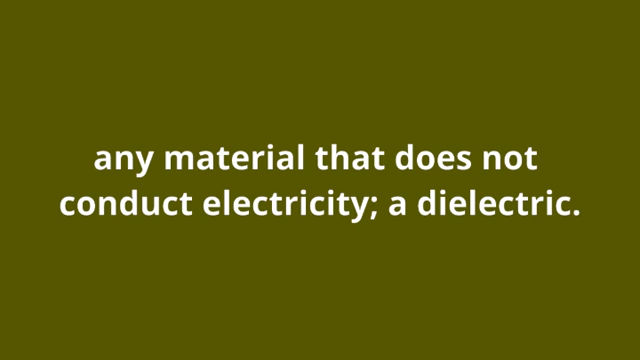 any material that does not
conduct electricity; a dielectric.